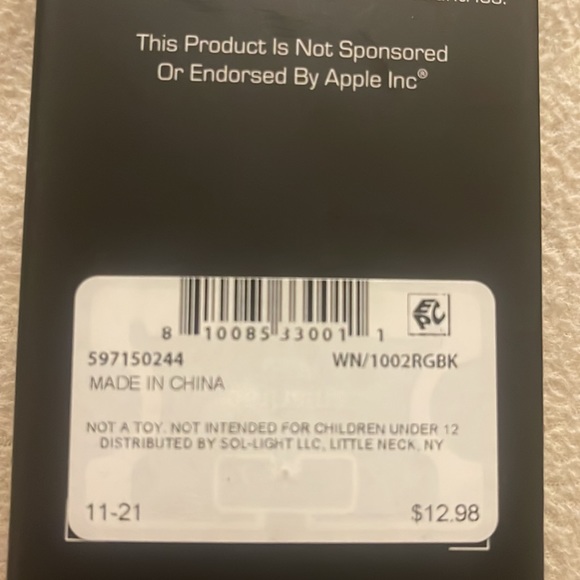 This Product Is Not Sponsored
Or Endorsed By Apple Inc®
8 10085 33001 1
EPC
597150244 WN/1002RGBK
MADE IN CHINA
NOT A TOY. NOT INTENDED FOR CHILDREN UNDER 12
DISTRIBUTED BY SOL-LIGHT LLC, LITTLE NECK, NY
11-21 $12.98